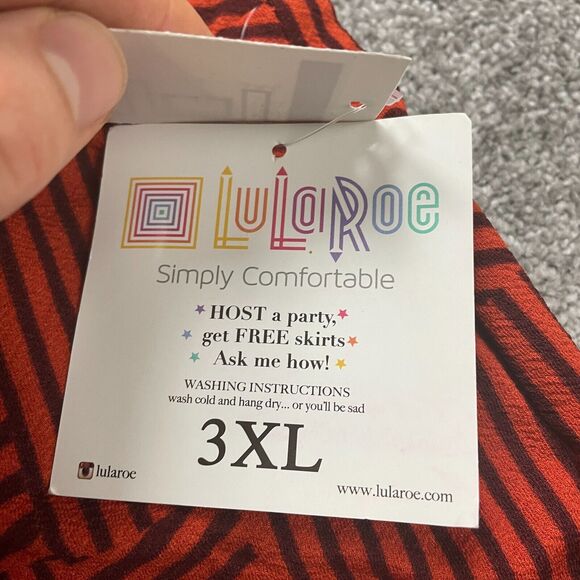 LuLaRoe
Simply Comfortable
HOST a party,
get FREE skirts
Ask me how!
WASHING INSTRUCTIONS
wash cold and hang dry... or you'll be sad
3XL
lularoe
www.lularoe.com